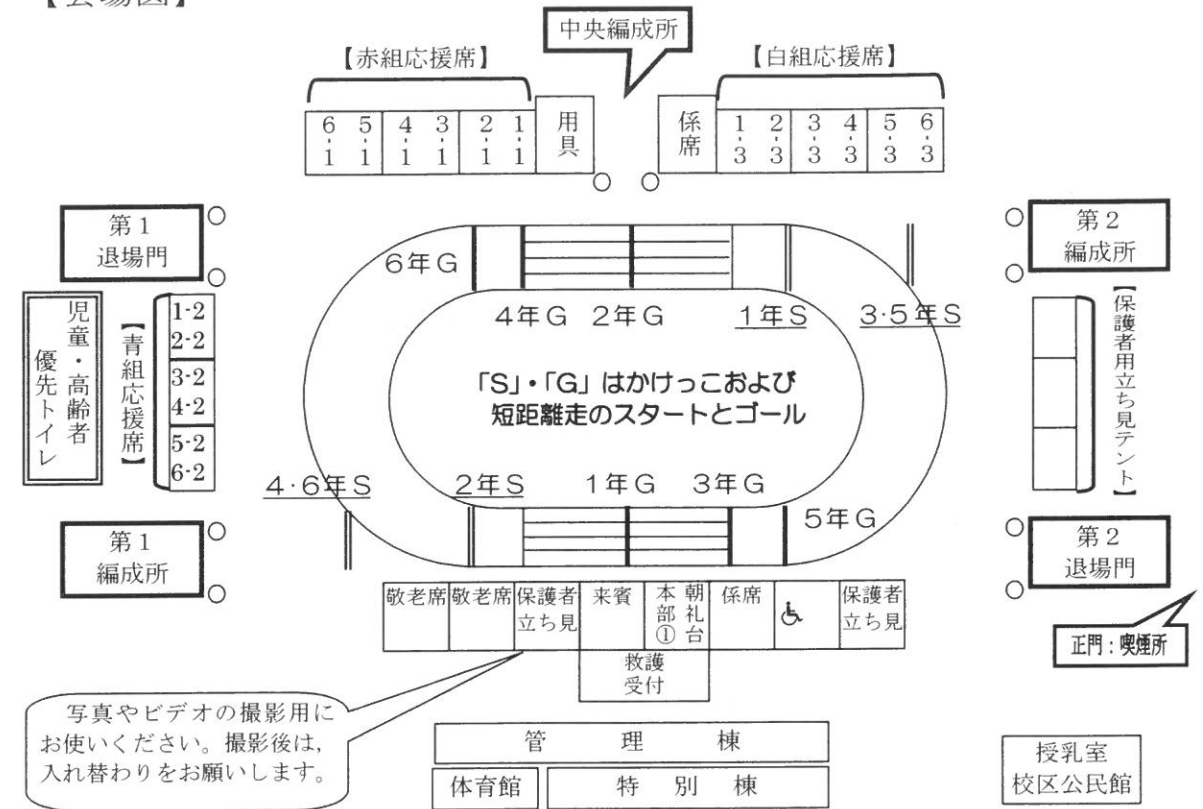 【会場図】
中央編成所
【赤組応援席】
【白組応援席】
6-1
5-1
4-1
3-1
2-1
1-1
用具
係席
1-3
2-3
3-3
4-3
5-3
6-3
第1
退場門
第2
編成所
6年G
4年G
2年G
1年S
3·5年S
児童・高齢者
優先トイレ
【青組応援席】
1-2
2-2
3-2
4-2
5-2
6-2
「S」・「G」はかけっこおよび
短距離走のスタートとゴール
【保護者用立ち見テント】
4·6年S
2年S
1年G
3年G
5年G
第1
編成所
第2
退場門
敬老席
敬老席
保護者
立ち見
来賓
本部①
朝礼台
係席
保護者
立ち見
救護
受付
正門：喫煙所
写真やビデオの撮影用に
お使いください。撮影後は，
入れ替わりをお願いします。
管理棟
体育館
特別棟
授乳室
校区公民館